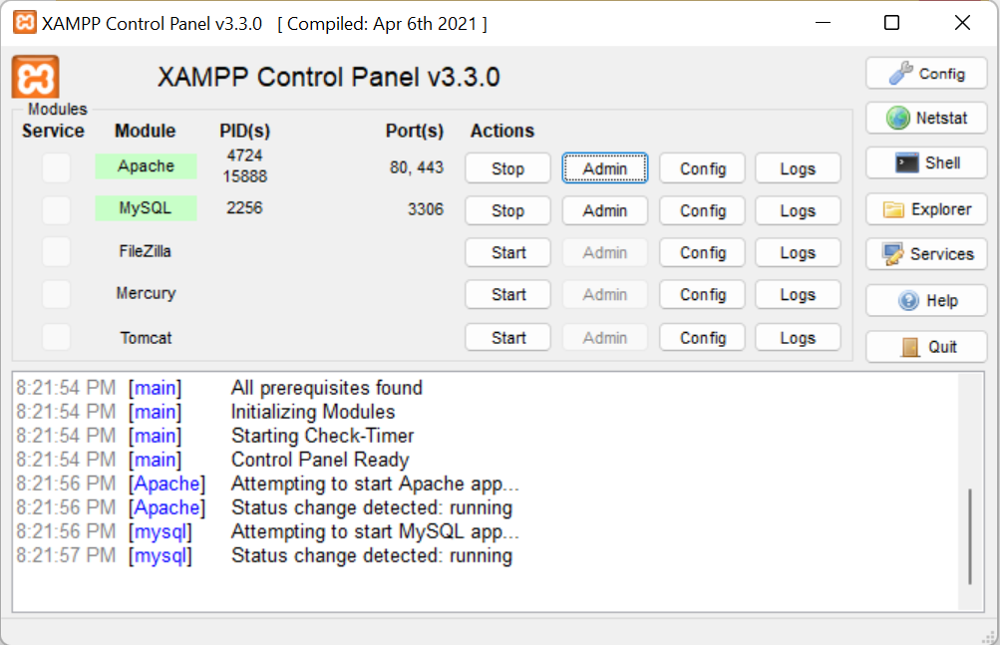 XAMPP Control Panel v3.3.0 [ Compiled: Apr 6th 2021 ]
XAMPP Control Panel v3.3.0
Config
Modules
Service Module PID(s) Port(s) Actions
Netstat
Apache 4724 15888 80, 443 Stop Admin Config Logs
Shell
MySQL 2256 3306 Stop Admin Config Logs
Explorer
FileZilla Start Admin Config Logs
Services
Mercury Start Admin Config Logs
Help
Tomcat Start Admin Config Logs
Quit
8:21:54 PM [main] All prerequisites found
8:21:54 PM [main] Initializing Modules
8:21:54 PM [main] Starting Check-Timer
8:21:54 PM [main] Control Panel Ready
8:21:56 PM [Apache] Attempting to start Apache app...
8:21:56 PM [Apache] Status change detected: running
8:21:56 PM [mysql] Attempting to start MySQL app...
8:21:57 PM [mysql] Status change detected: running